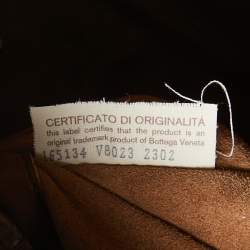 CERTIFICATO DI ORIGINALITÀ
this label certifies that the product is an
original trademark product of Bottega Veneta
165134 V8023 2302